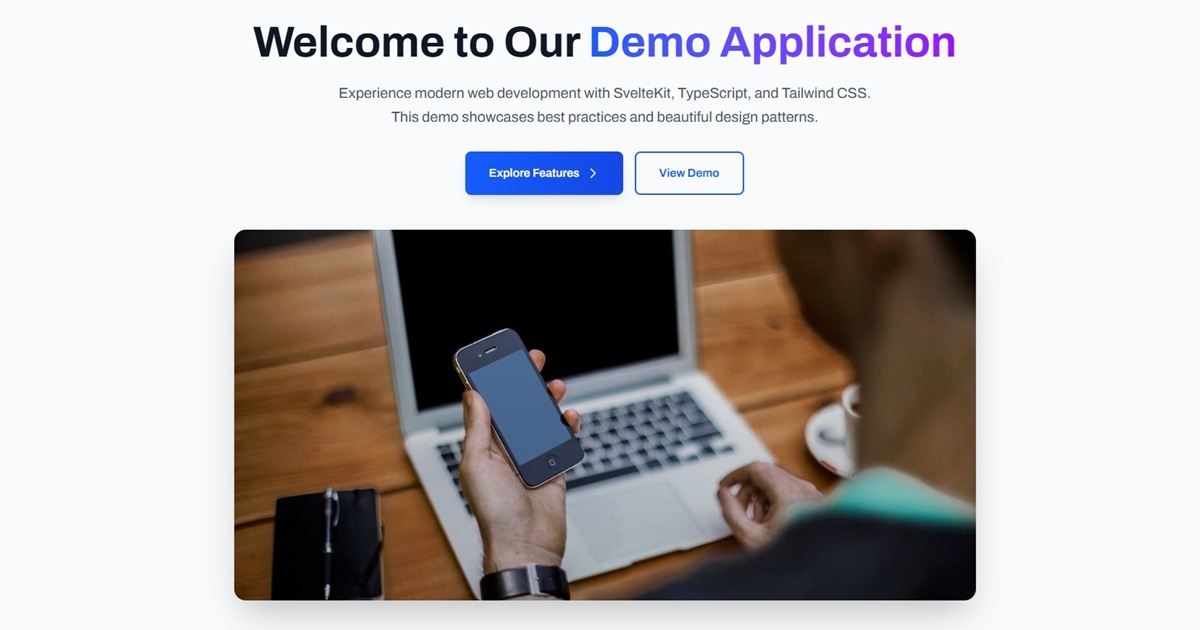 Welcome to Our Demo Application
Experience modern web development with SvelteKit, TypeScript, and Tailwind CSS.
This demo showcases best practices and beautiful design patterns.
Explore Features
View Demo